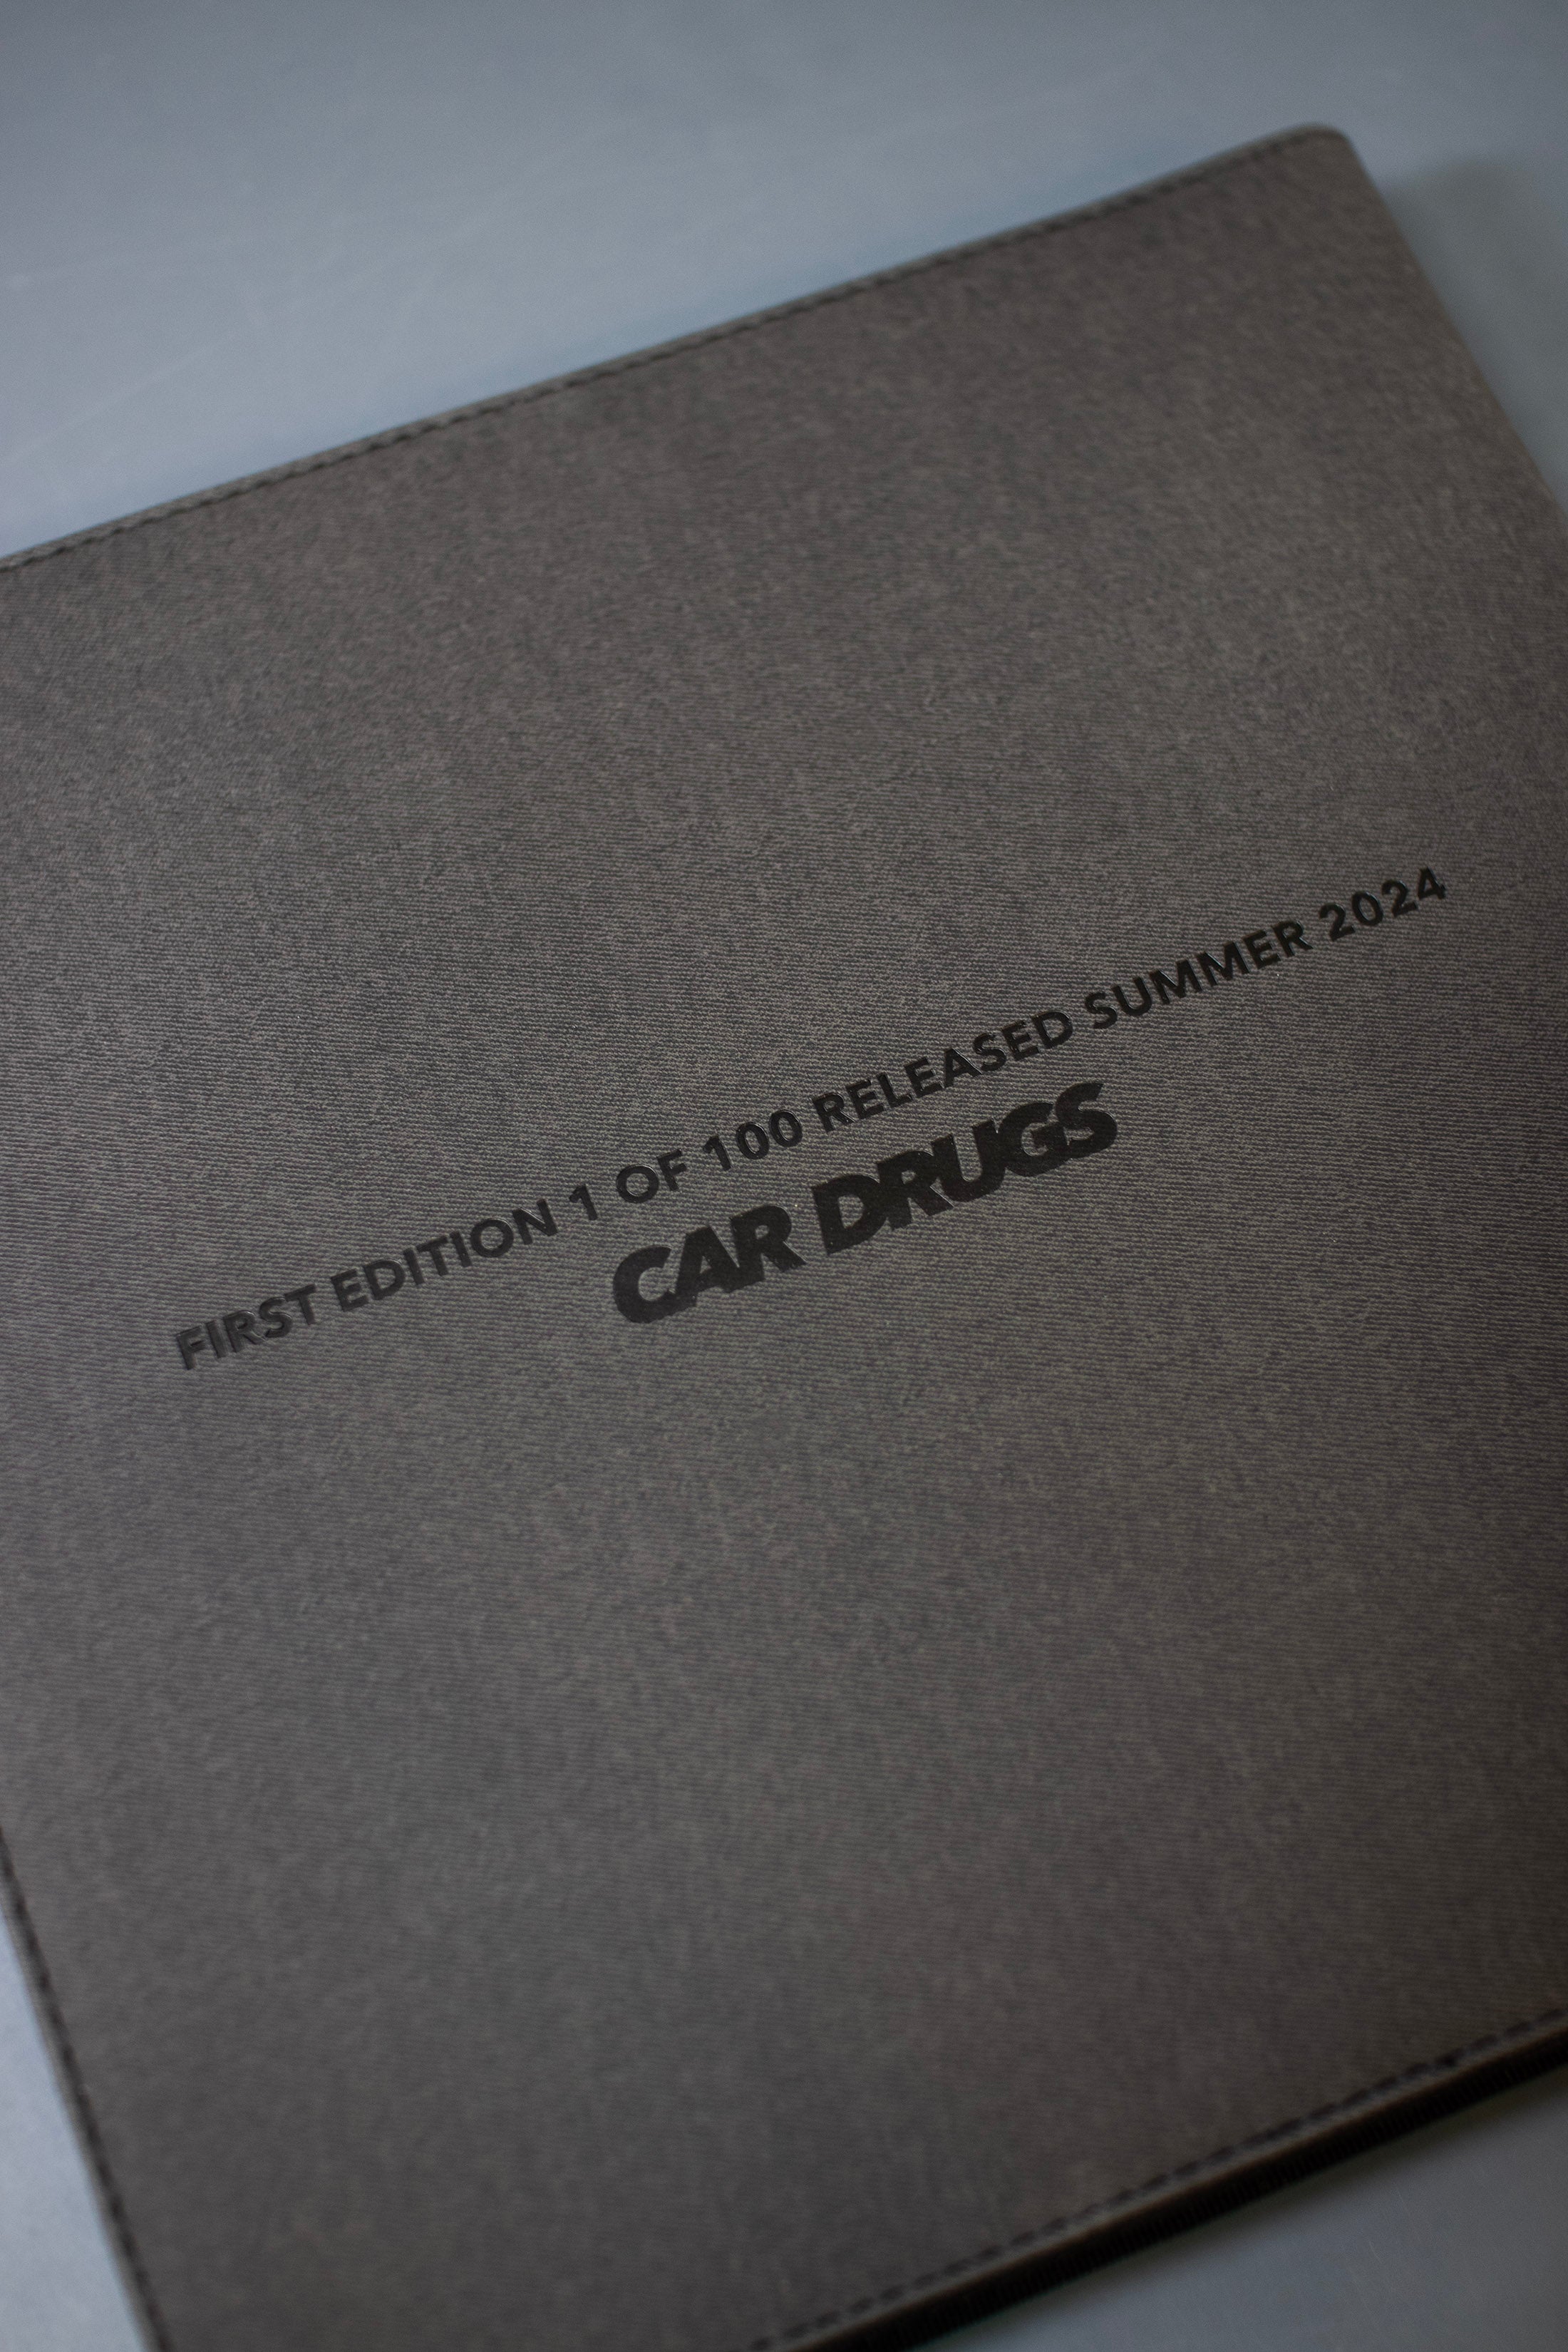 FIRST EDITION 1 OF 100 RELEASED SUMMER 2024
CAR DRUGS